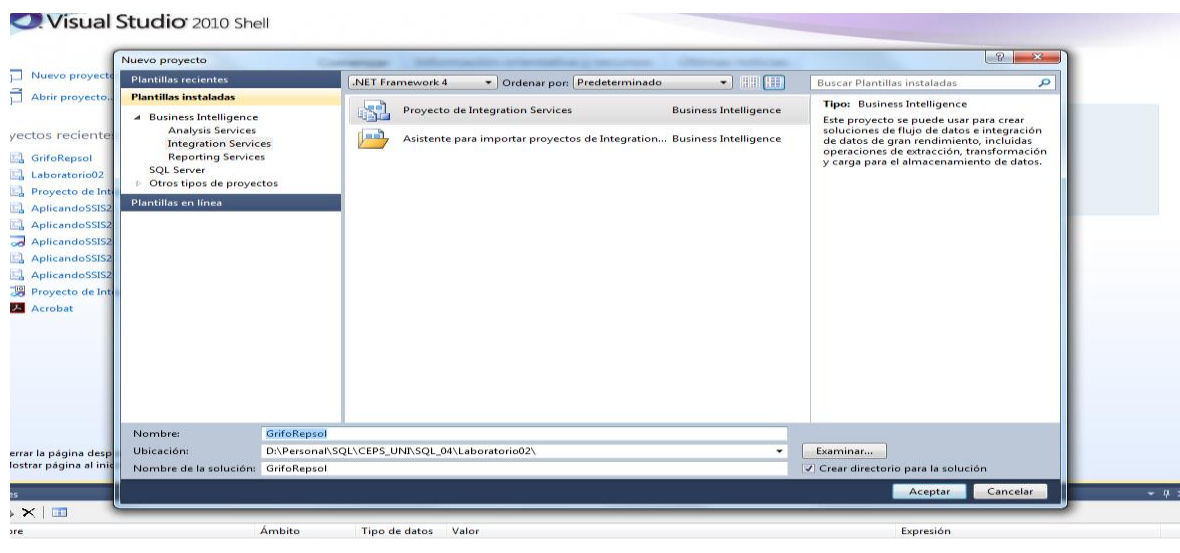 Visual Studio 2010 Shell
Nuevo proyecto
Abrir proyecto...
yectos reciente
GrifoRepsol
Laboratorio02
Proyecto de Int
AplicandoSSIS2
AplicandoSSIS2
AplicandoSSIS2
AplicandoSSIS2
AplicandoSSIS2
Proyecto de Int
Acrobat
errar la página desp
ostrar página al inic
Nuevo proyecto
Plantillas recientes
Plantillas instaladas
Business Intelligence
Analysis Services
Integration Services
Reporting Services
SQL Server
Otros tipos de proyectos
Plantillas en línea
.NET Framework 4 Ordenar por: Predeterminado
Proyecto de Integration Services Business Intelligence
Asistente para importar proyectos de Integration... Business Intelligence
Buscar Plantillas instaladas
Tipo: Business Intelligence
Este proyecto se puede usar para crear
soluciones de flujo de datos e integración
de datos de gran rendimiento, incluidas
operaciones de extracción, transformación
y carga para el almacenamiento de datos.
Nombre: GrifoRepsol
Ubicación: D:\Personal\SQL\CEPS_UNI\SQL_04\Laboratorio02\ Examinar...
Nombre de la solución: GrifoRepsol Crear directorio para la solución
Aceptar Cancelar
es
bre Ámbito Tipo de datos Valor Expresión